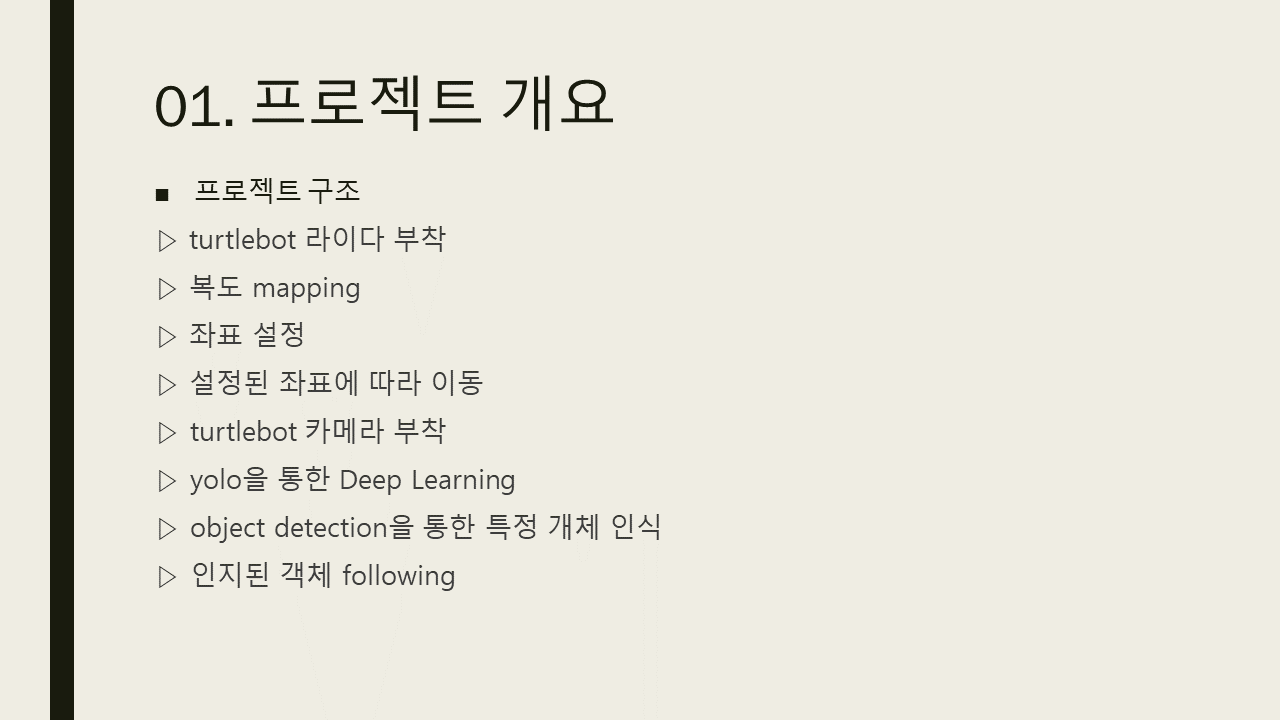 01. 프로젝트 개요
■ 프로젝트 구조
▷ turtlebot 라이다 부착
▷ 복도 mapping
▷ 좌표 설정
▷ 설정된 좌표에 따라 이동
▷ turtlebot 카메라 부착
▷ yolo을 통한 Deep Learning
▷ object detection을 통한 특정 개체 인식
▷ 인지된 객체 following